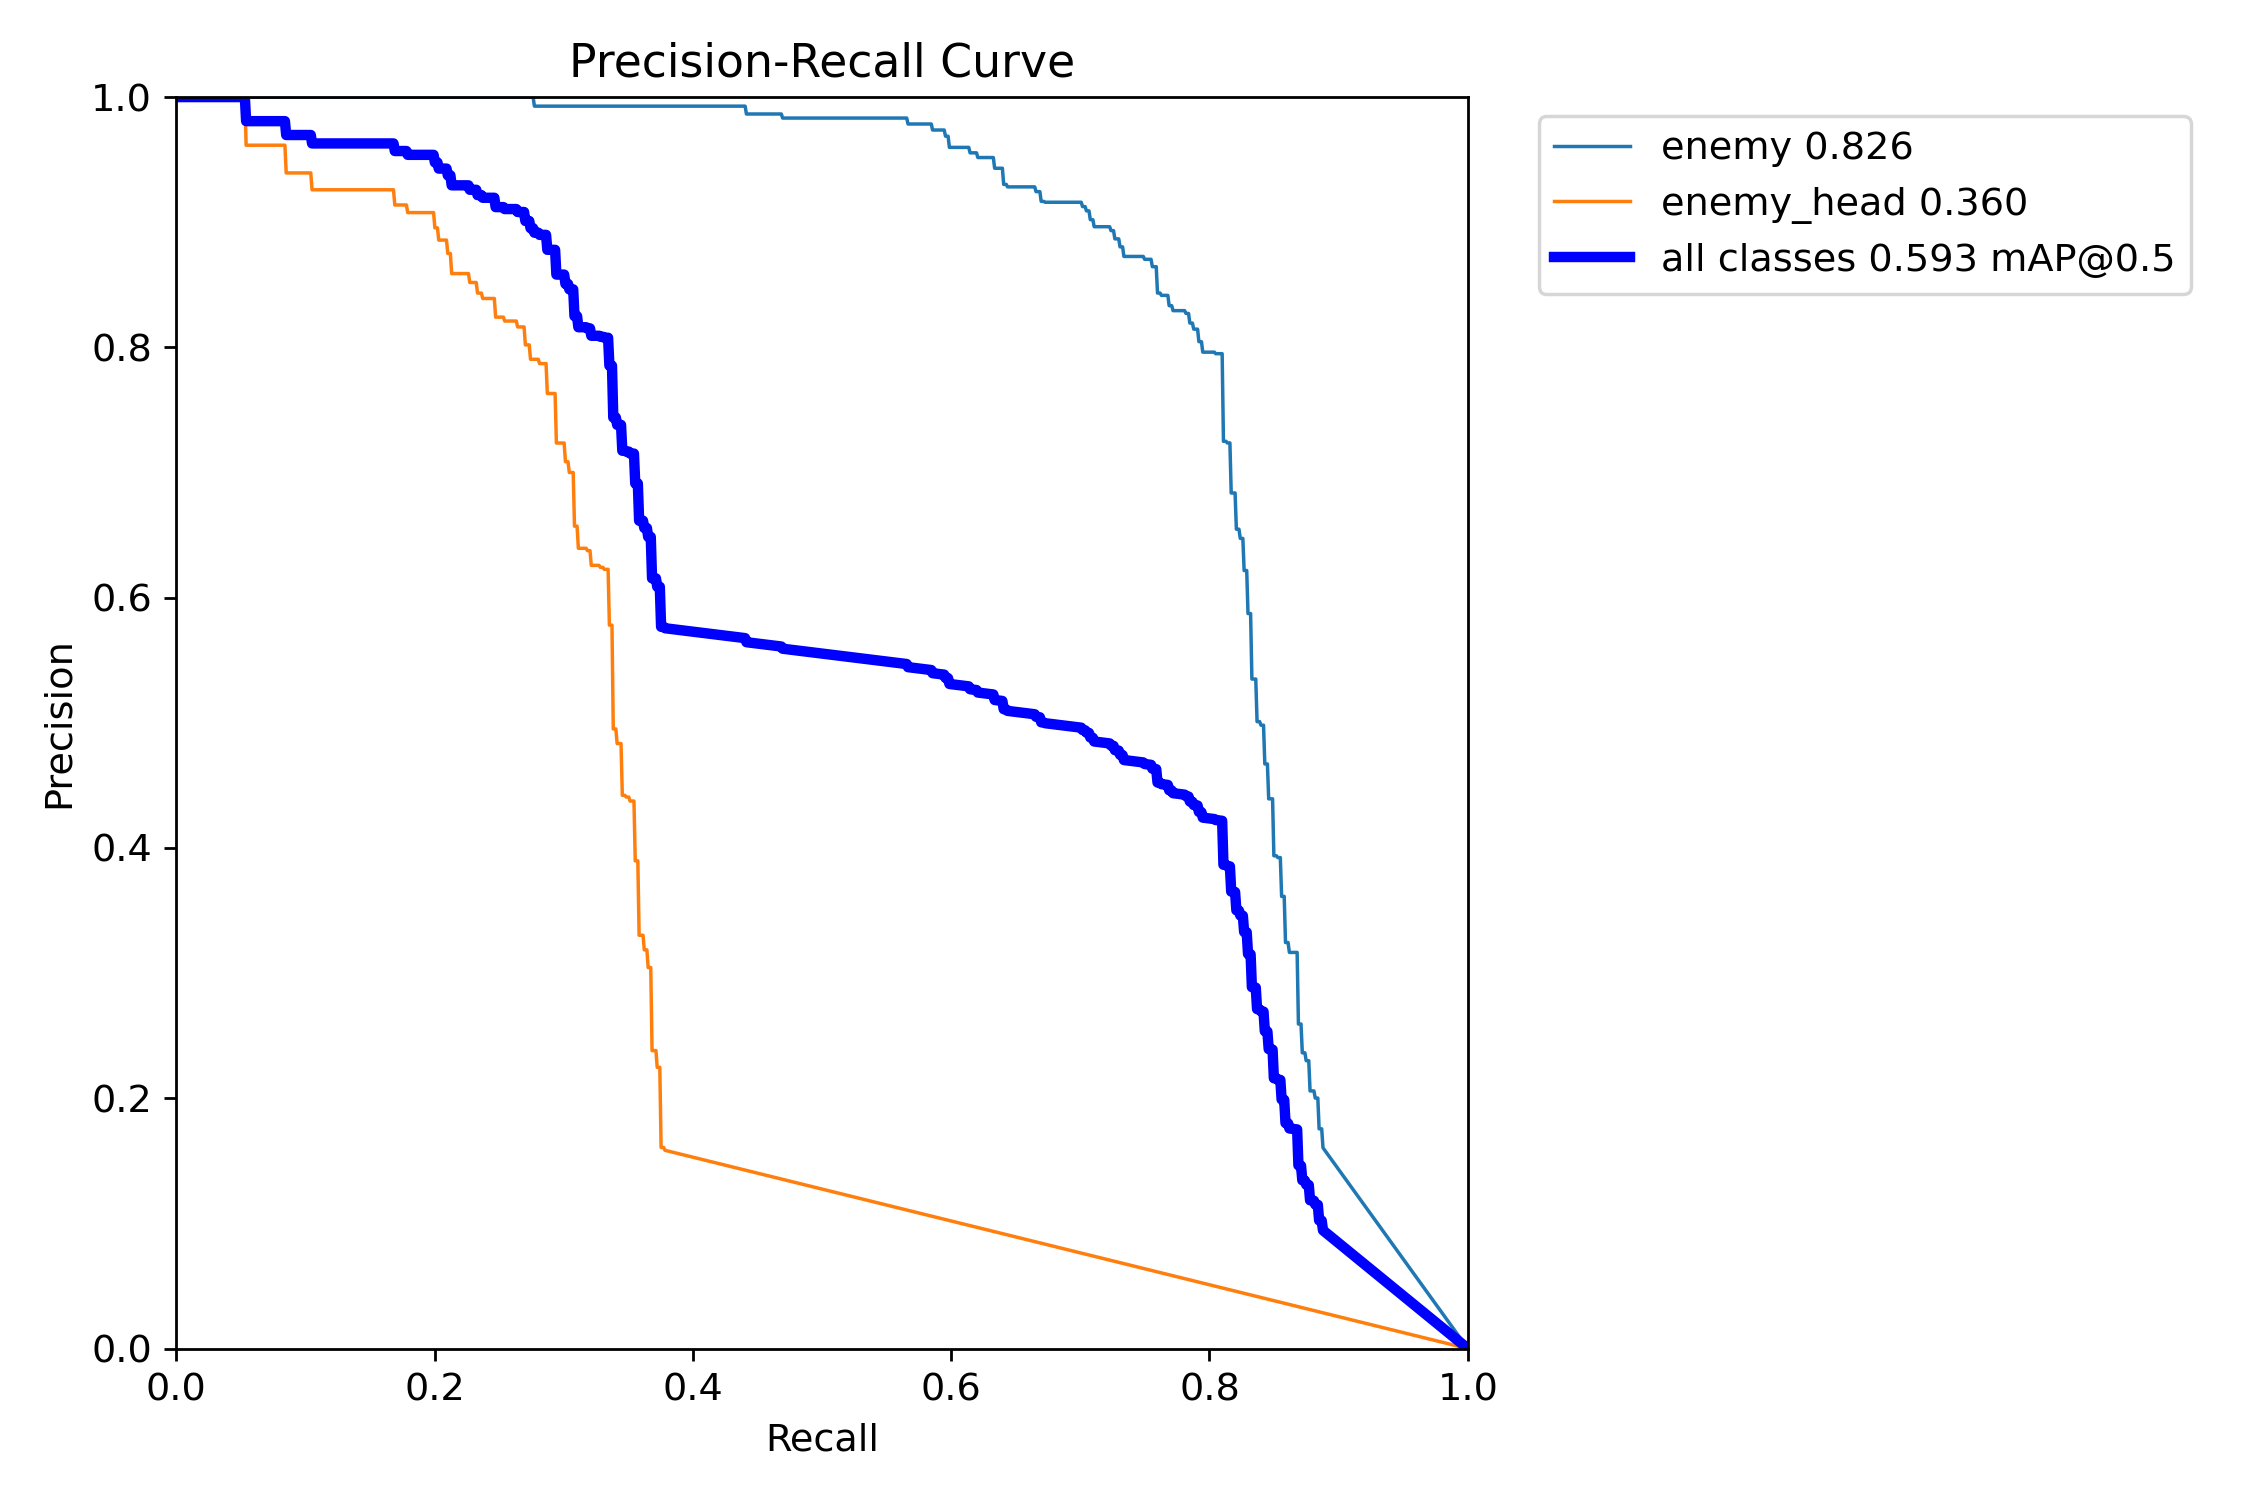 Precision-Recall Curve
enemy 0.826
enemy_head 0.360
all classes 0.593 mAP@0.5
Precision
1.0
0.8
0.6
0.4
0.2
0.0
0.0 0.2 0.4 0.6 0.8 1.0
Recall